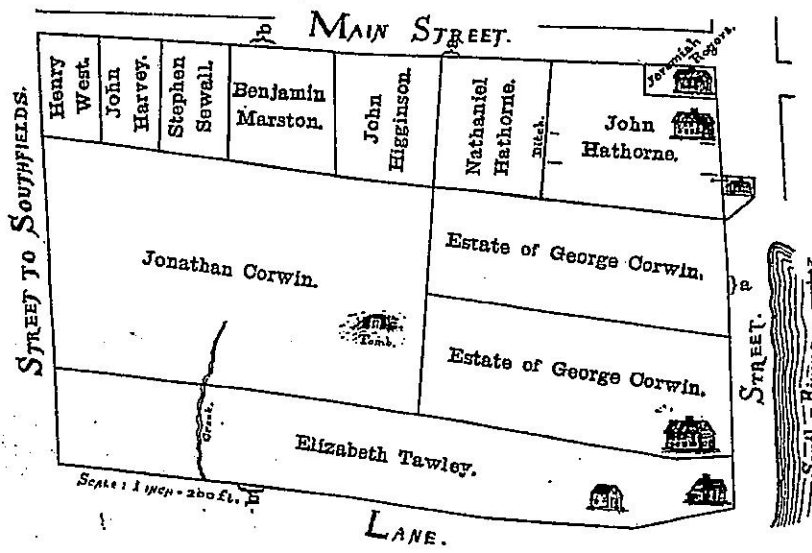 MAIN STREET.
b
a
Jeremiah
Rogers.
Henry
West.
John
Harvey.
Stephen
Sewall.
Benjamin
Marston.
John
Higginson.
Nathaniel
Hathorne.
Ditch.
John
Hathorne.
STREET TO SOUTHFIELDS.
Jonathan Corwin.
Tomb.
Estate of George Corwin.
a
Estate of George Corwin.
STREET.
Creek.
Elizabeth Tawley.
SCALE: 1 INCH = 200 ft.
LANE.